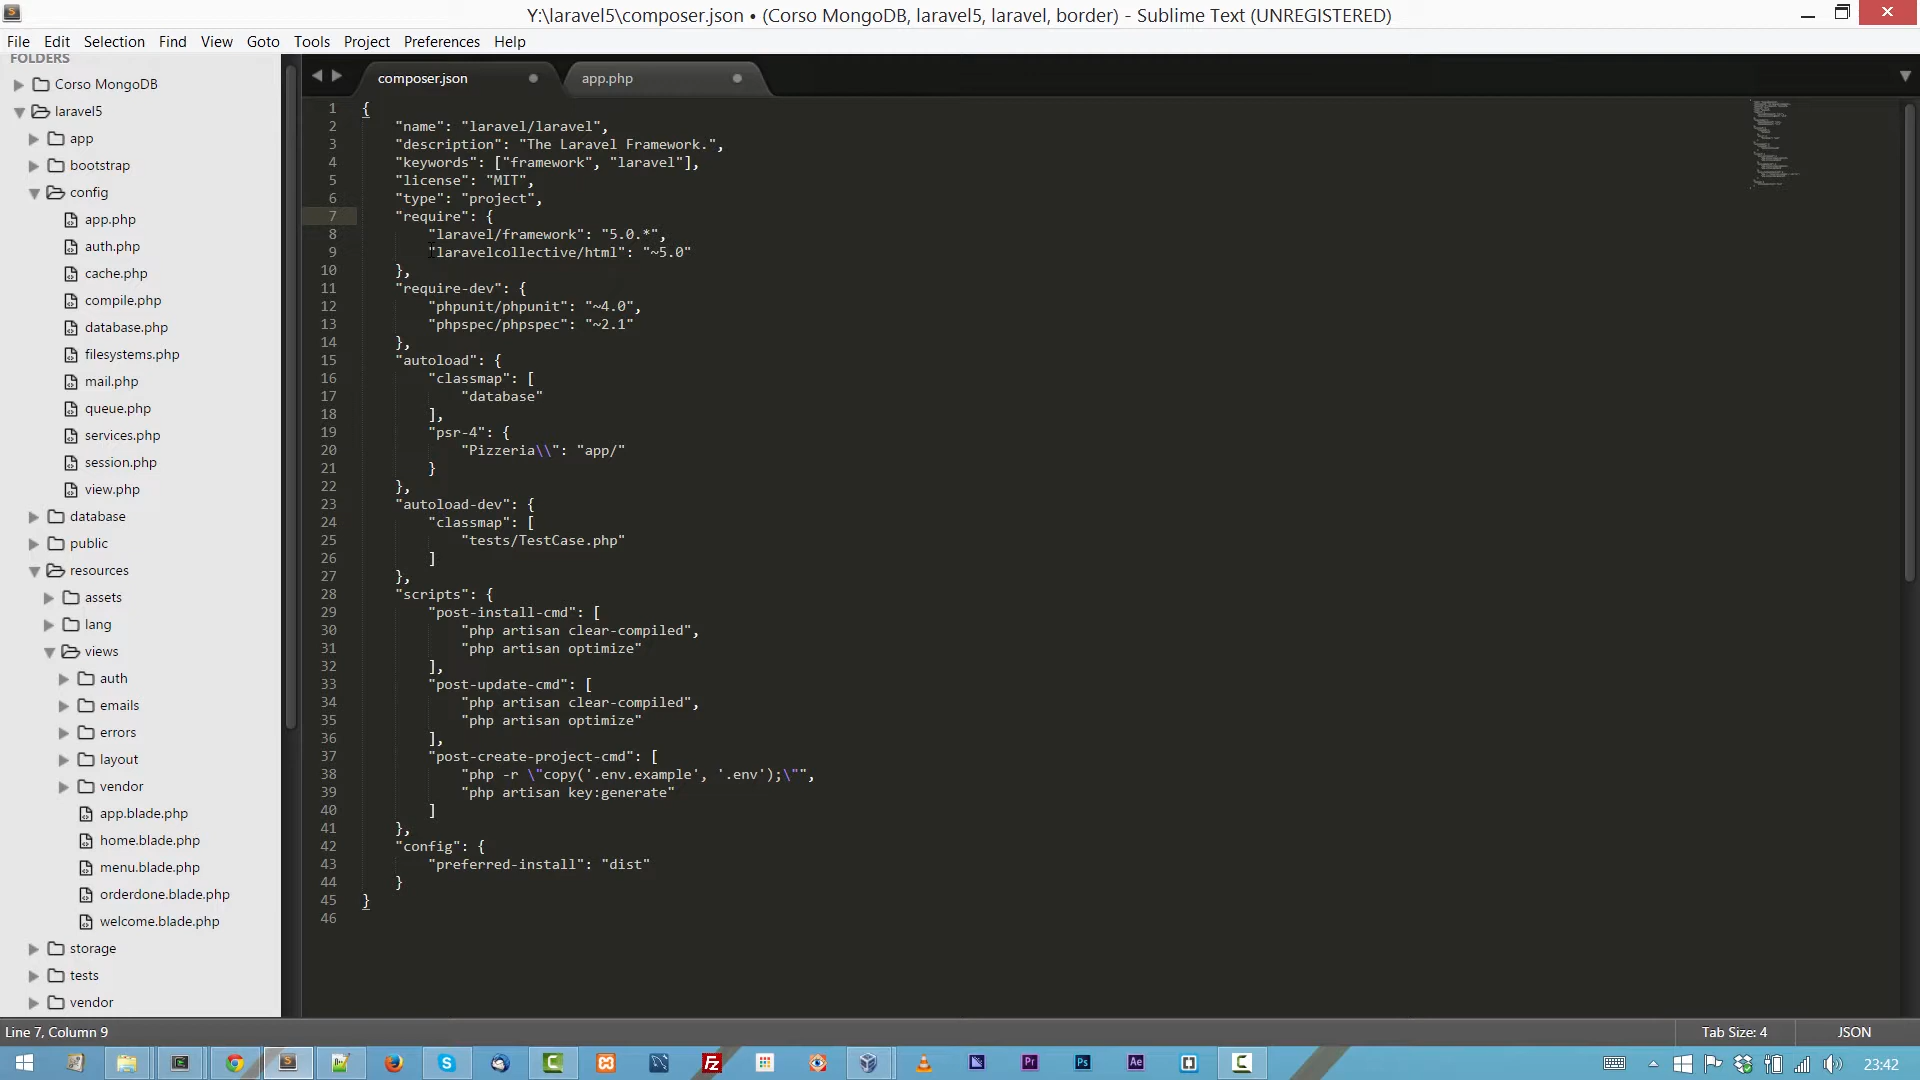 Y:\laravel5\composer.json • (Corso MongoDB, laravel5, laravel, border) - Sublime Text (UNREGISTERED)
File Edit Selection Find View Goto Tools Project Preferences Help
FOLDERS
Corso MongoDB
laravel5
app
bootstrap
config
app.php
auth.php
cache.php
compile.php
database.php
filesystems.php
mail.php
queue.php
services.php
session.php
view.php
database
public
resources
assets
lang
views
auth
emails
errors
layout
vendor
app.blade.php
home.blade.php
menu.blade.php
orderdone.blade.php
welcome.blade.php
storage
tests
vendor
composer.json
app.php
1 {
2 "name": "laravel/laravel",
3 "description": "The Laravel Framework.",
4 "keywords": ["framework", "laravel"],
5 "license": "MIT",
6 "type": "project",
7 "require": {
8 "laravel/framework": "5.0.*",
9 "laravelcollective/html": "~5.0"
10 },
11 "require-dev": {
12 "phpunit/phpunit": "~4.0",
13 "phpspec/phpspec": "~2.1"
14 },
15 "autoload": {
16 "classmap": [
17 "database"
18 ],
19 "psr-4": {
20 "Pizzeria\\": "app/"
21 }
22 },
23 "autoload-dev": {
24 "classmap": [
25 "tests/TestCase.php"
26 ]
27 },
28 "scripts": {
29 "post-install-cmd": [
30 "php artisan clear-compiled",
31 "php artisan optimize"
32 ],
33 "post-update-cmd": [
34 "php artisan clear-compiled",
35 "php artisan optimize"
36 ],
37 "post-create-project-cmd": [
38 "php -r \"copy('.env.example', '.env');\"",
39 "php artisan key:generate"
40 ]
41 },
42 "config": {
43 "preferred-install": "dist"
44 }
45 }
46
Line 7, Column 9
Tab Size: 4
JSON
23:42